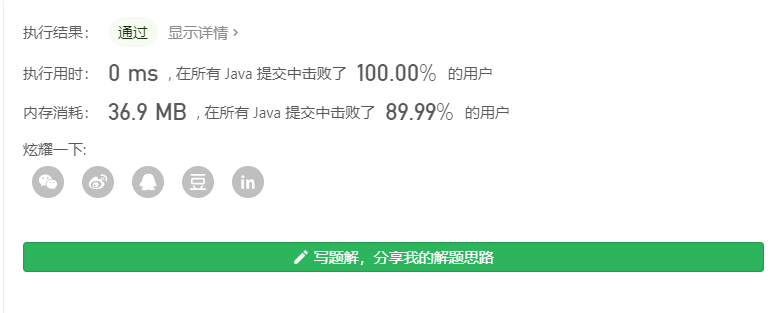 执行结果： 通过 显示详情 >
执行用时： 0 ms , 在所有 Java 提交中击败了 100.00% 的用户
内存消耗： 36.9 MB , 在所有 Java 提交中击败了 89.99% 的用户
炫耀一下:
豆 in
写题解，分享我的解题思路